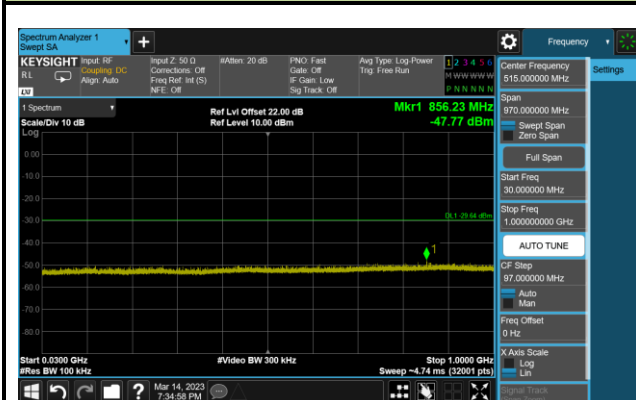 Spectrum Analyzer 1
Swept SA
Frequency
KEYSIGHT
RL
LXI
Input: RF
Coupling: DC
Align: Auto
Input Z: 50 Ω
Corrections: Off
Freq Ref: Int (S)
NFE: Off
#Atten: 20 dB
PNO: Fast
Gate: Off
IF Gain: Low
Sig Track: Off
Avg Type: Log-Power
Trig: Free Run
1 2 3 4 5 6
M W W W W W
P N N N N N
1 Spectrum
Scale/Div 10 dB
Log
Ref Lvl Offset 22.00 dB
Ref Level 10.00 dBm
Mkr1 856.23 MHz
-47.77 dBm
0.00
-10.0
-20.0
-30.0
-40.0
-50.0
-60.0
-70.0
-80.0
DL1 -29.64 dBm
1
Start 0.0300 GHz
#Res BW 100 kHz
#Video BW 300 kHz
Stop 1.0000 GHz
Sweep ~4.74 ms (32001 pts)
Center Frequency
515.000000 MHz
Settings
Span
970.000000 MHz
Swept Span
Zero Span
Full Span
Start Freq
30.000000 MHz
Stop Freq
1.000000000 GHz
AUTO TUNE
CF Step
97.000000 MHz
Auto
Man
Freq Offset
0 Hz
X Axis Scale
Log
Lin
Signal Track
?
Mar 14, 2023
7:34:58 PM